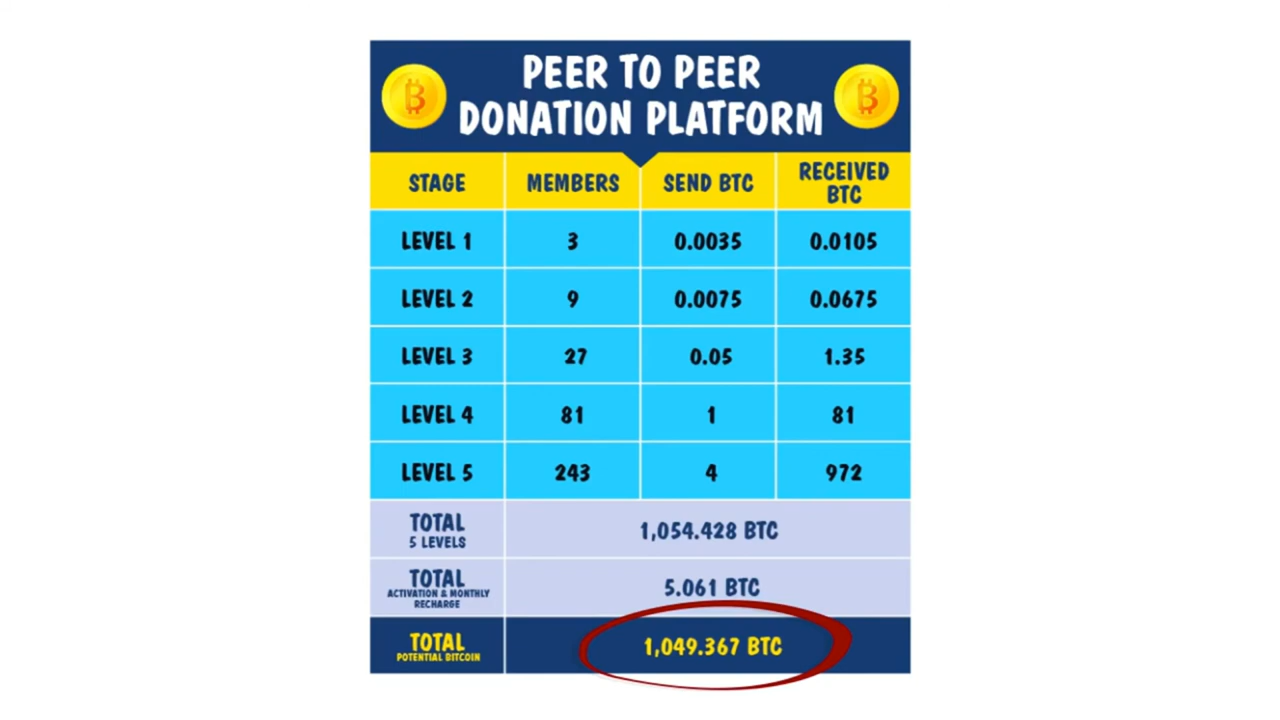 PEER TO PEER
DONATION PLATFORM
STAGE MEMBERS SEND BTC RECEIVED BTC
LEVEL 1 3 0.0035 0.0105
LEVEL 2 9 0.0075 0.0675
LEVEL 3 27 0.05 1.35
LEVEL 4 81 1 81
LEVEL 5 243 4 972
TOTAL
5 LEVELS
1,054.428 BTC
TOTAL
ACTIVATION & MONTHLY
RECHARGE
5.061 BTC
TOTAL
POTENTIAL BITCOIN
1,049.367 BTC